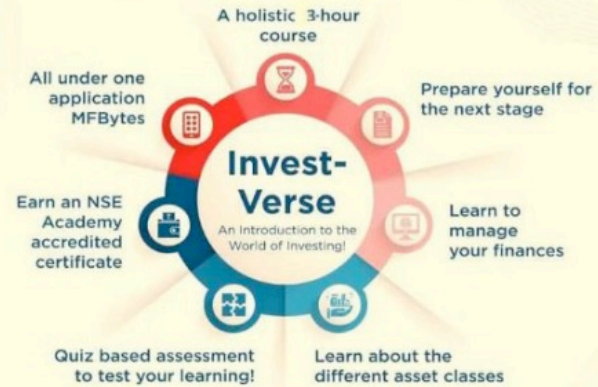 A holistic 3-hour
course
All under one
application
MFBytes
Prepare yourself for
the next stage
Invest-
Verse
An Introduction to the
World of Investing!
Earn an NSE
Academy
accredited
certificate
Learn to
manage
your finances
Quiz based assessment
to test your learning!
Learn about the
different asset classes